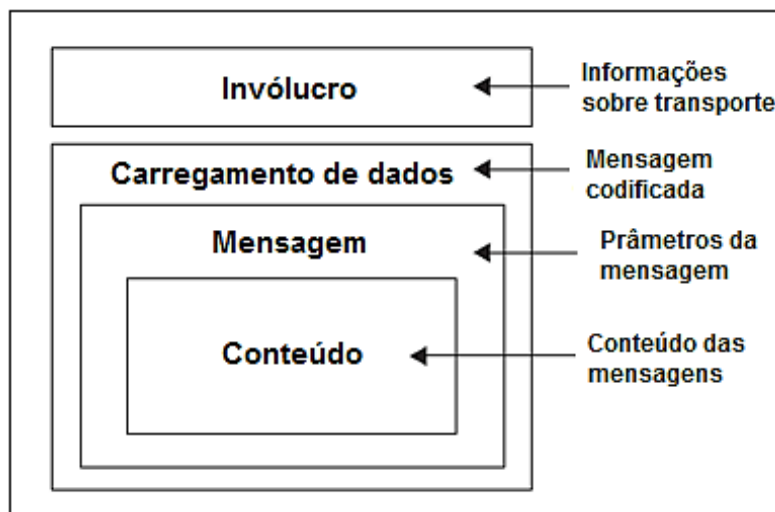 Invólucro
Informações
sobre transporte
Carregamento de dados
Mensagem
codificada
Mensagem
Prâmetros da
mensagem
Conteúdo
Conteúdo das
mensagens